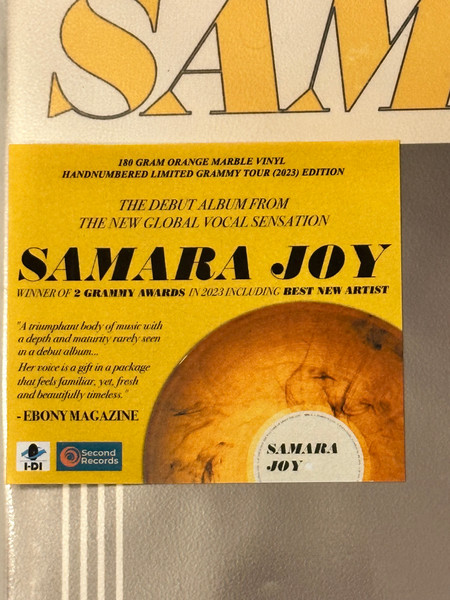 SAM
180 GRAM ORANGE MARBLE VINYL
HANDNUMBERED LIMITED GRAMMY TOUR (2023) EDITION
THE DEBUT ALBUM FROM
THE NEW GLOBAL VOCAL SENSATION
SAMARA JOY
WINNER OF 2 GRAMMY AWARDS IN 2023 INCLUDING BEST NEW ARTIST
"A triumphant body of music with
a depth and maturity rarely seen
in a debut album...
Her voice is a gift in a package
that feels familiar, yet, fresh
and beautifully timeless."
- EBONY MAGAZINE
I-DI
Second
Records
SAMARA
JOY